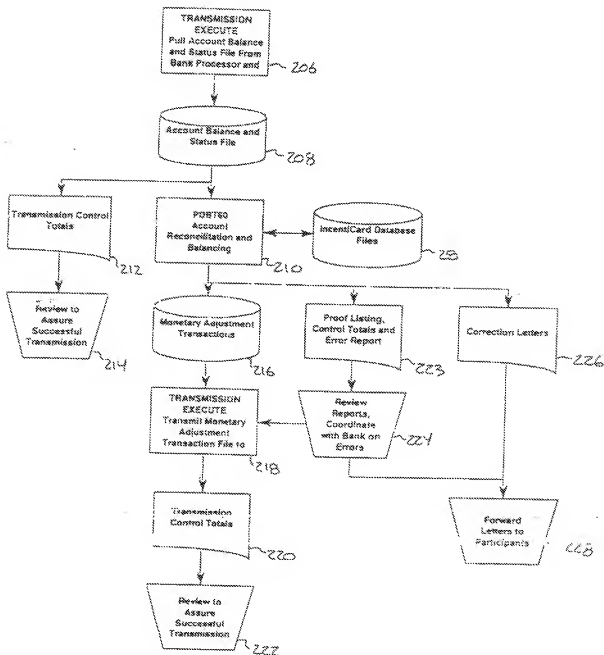 TRANSMISSION
EXECUTE
Pull Account Balance
and Status File From
Bank Processor and
206
Account Balance and
Status File
208
Transmission Control
Totals
212
PDBT60
Account
Reconciliation and
Balancing
210
IncentiCard Database
Files
28
Review to
Assure
Successful
Transmission
214
Monetary Adjustment
Transactions
216
Proof Listing,
Control Totals and
Error Report
223
Correction Letters
226
TRANSMISSION
EXECUTE
Transmit Monetary
Adjustment
Transaction File to
218
Review
Reports,
Coordinate
with Bank on
Errors
224
Transmission
Control Totals
220
Forward
Letters to
Participants
228
Review to
Assure
Successful
Transmission
222